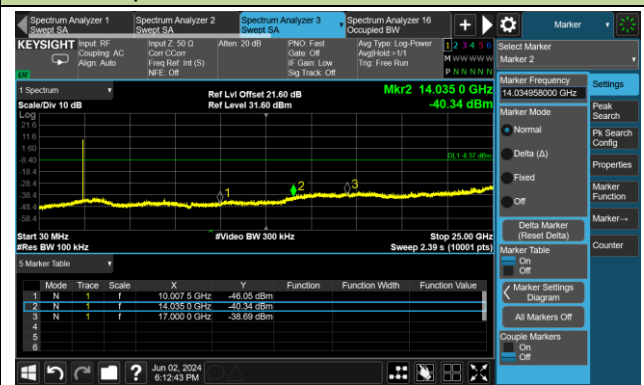 Spectrum Analyzer 1
Swept SA
Spectrum Analyzer 2
Swept SA
Spectrum Analyzer 3
Swept SA
Spectrum Analyzer 16
Occupied BW
Marker
KEYSIGHT
Input: RF
Coupling: AC
Align: Auto
Input Z: 50 Ω
Corr CCorr
Freq Ref: Int (S)
NFE: Off
Atten: 20 dB
PNO: Fast
Gate: Off
IF Gain: Low
Sig Track: Off
Avg Type: Log-Power
Avg|Hold:>1/1
Trig: Free Run
1 2 3 4 5 6
M W W W W W
P N N N N N
LW
Select Marker
Marker 2
1 Spectrum
Scale/Div 10 dB
Ref Lvl Offset 21.60 dB
Ref Level 31.60 dBm
Mkr2 14.035 0 GHz
-40.34 dBm
Log
21.6
11.6
1.60
-8.40
-18.4
-28.4
-38.4
-48.4
-58.4
DL1 -8.57 dBm
1
2
3
Start 30 MHz
#Res BW 100 kHz
#Video BW 300 kHz
Stop 25.00 GHz
Sweep 2.39 s (10001 pts)
5 Marker Table
Mode Trace Scale X Y Function Function Width Function Value
1 N 1 f 10.007 5 GHz -46.05 dBm
2 N 1 f 14.035 0 GHz -40.34 dBm
3 N 1 f 17.000 0 GHz -38.69 dBm
4
5
6
Marker Frequency
14.034958000 GHz
Marker Mode
Normal
Delta (Δ)
Fixed
Off
Delta Marker
(Reset Delta)
Marker Table
On
Off
Marker Settings
Diagram
All Markers Off
Couple Markers
On
Off
Settings
Peak
Search
Pk Search
Config
Properties
Marker
Function
Marker→
Counter
?
Jun 02, 2024
6:12:43 PM